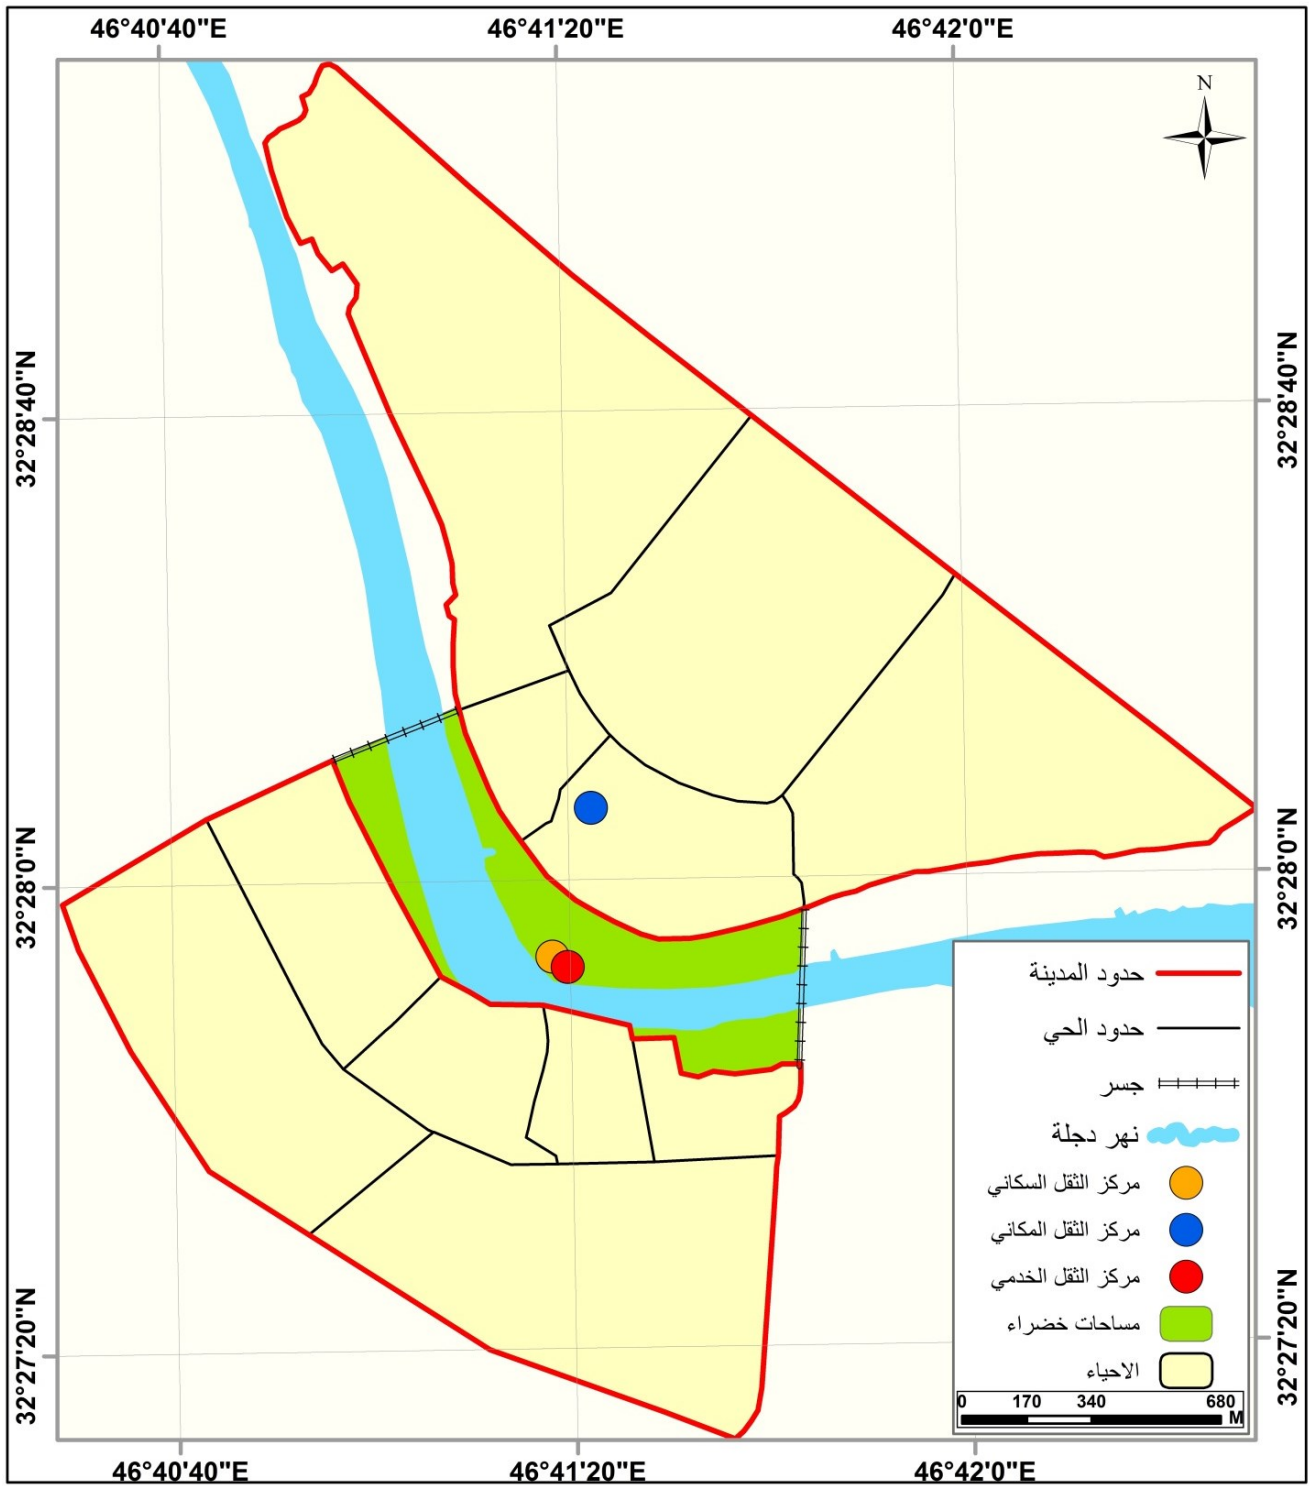 46°40'40"E 46°41'20"E 46°42'0"E
N
32°28'40"N 32°28'40"N
32°28'0"N 32°28'0"N
حدود المدينة
حدود الحي
جسر
نهر دجلة
مركز الثقل السكاني
مركز الثقل المكاني
مركز الثقل الخدمي
مساحات خضراء
الاحياء
0 170 340 680
M
32°27'20"N 32°27'20"N
46°40'40"E 46°41'20"E 46°42'0"E